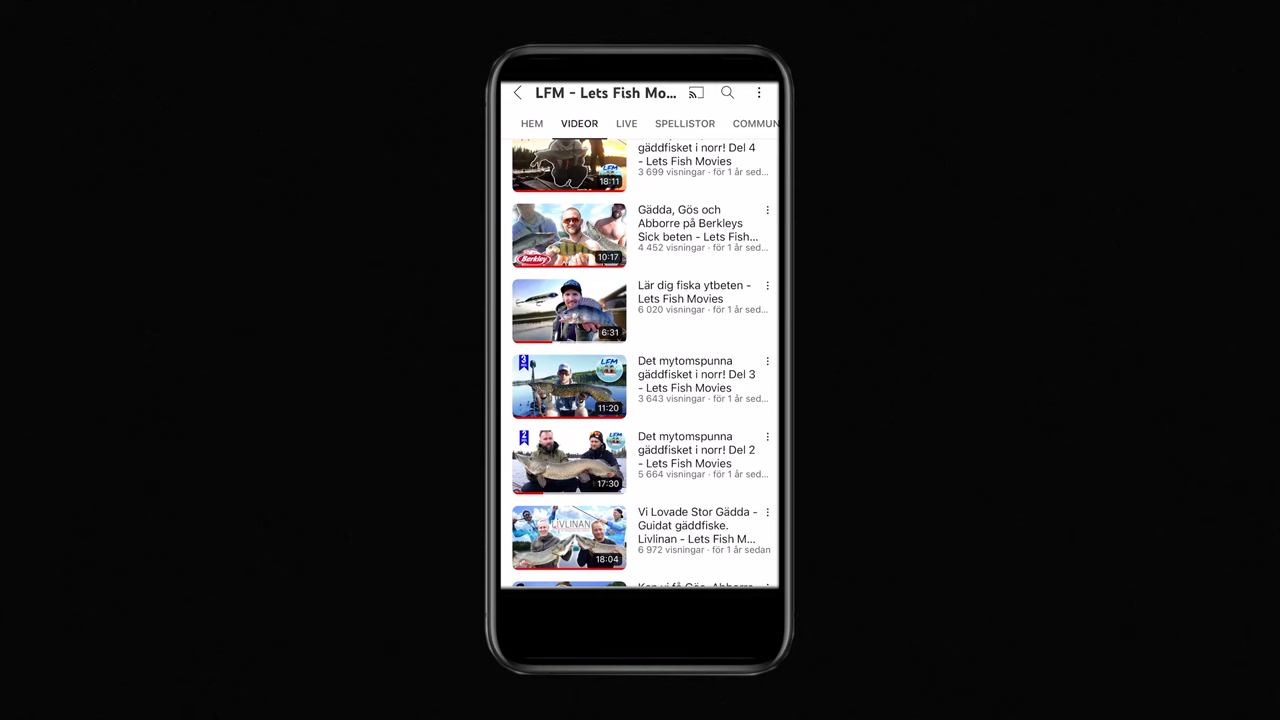 LFM - Lets Fish Mo...
HEM VIDEOR LIVE SPELLISTOR COMMUN
gäddfisket i norr! Del 4
- Lets Fish Movies
3 699 visningar · för 1 år sed...
LFM
18:11
Gädda, Gös och
Abborre på Berkleys
Sick beten - Lets Fish...
4 452 visningar · för 1 år sed...
Berkley
10:17
Lär dig fiska ytbeten -
Lets Fish Movies
6 020 visningar · för 1 år sed...
6:31
Det mytomspunna
gäddfisket i norr! Del 3
- Lets Fish Movies
3 643 visningar · för 1 år sed...
3
LFM
11:20
Det mytomspunna
gäddfisket i norr! Del 2
- Lets Fish Movies
5 664 visningar · för 1 år sed...
2
LFM
17:30
Vi Lovade Stor Gädda -
Guidat gäddfiske.
Livlinan - Lets Fish M...
6 972 visningar · för 1 år sedan
LIVLINAN
18:04